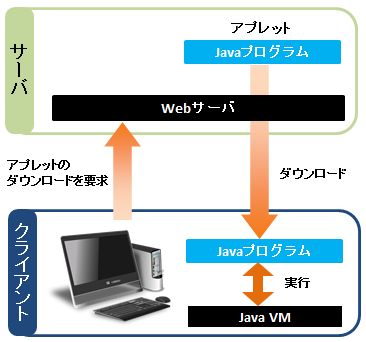 サーバ
アプレット
Javaプログラム
Webサーバ
アプレットの
ダウンロードを要求
ダウンロード
クライアント
Javaプログラム
実行
Java VM